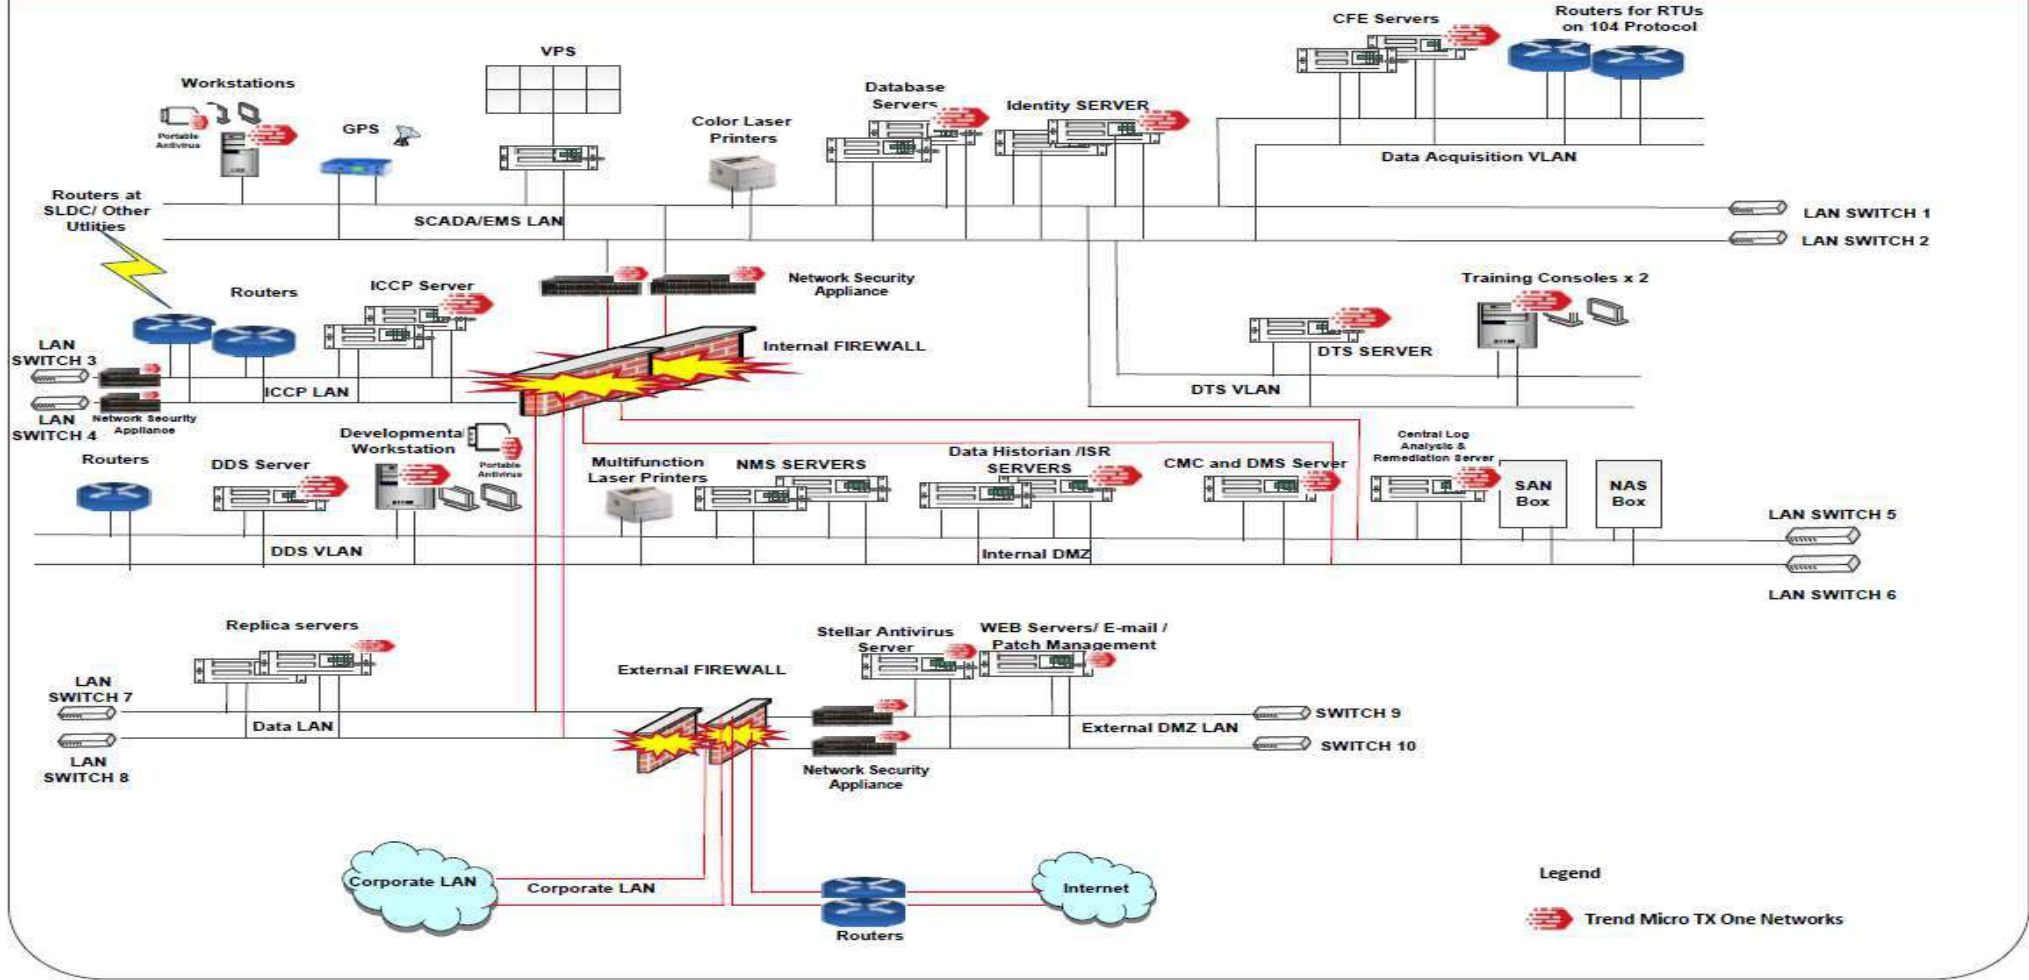 CFE Servers
Routers for RTUs
on 104 Protocol
VPS
Workstations
Portable
Antivirus
GPS
Color Laser
Printers
Database
Servers
Identity SERVER
Data Acquisition VLAN
Routers at
SLDC/ Other
Utlities
SCADA/EMS LAN
LAN SWITCH 1
LAN SWITCH 2
Routers
ICCP Server
Network Security
Appliance
Training Consoles x 2
LAN
SWITCH 3
Internal FIREWALL
DTS SERVER
ICCP LAN
DTS VLAN
LAN
SWITCH 4
Network Security
Appliance
Routers
DDS Server
Developmental
Workstation
Portable
Antivirus
Multifunction
Laser Printers
NMS SERVERS
Data Historian /ISR
SERVERS
CMC and DMS Server
Central Log
Analysis &
Remediation Server
SAN
Box
NAS
Box
LAN SWITCH 5
DDS VLAN
Internal DMZ
LAN SWITCH 6
Replica servers
Stellar Antivirus
Server
WEB Servers/ E-mail /
Patch Management
External FIREWALL
LAN
SWITCH 7
Data LAN
SWITCH 9
External DMZ LAN
SWITCH 10
LAN
SWITCH 8
Network Security
Appliance
Corporate LAN
Corporate LAN
Internet
Routers
Legend
Trend Micro TX One Networks